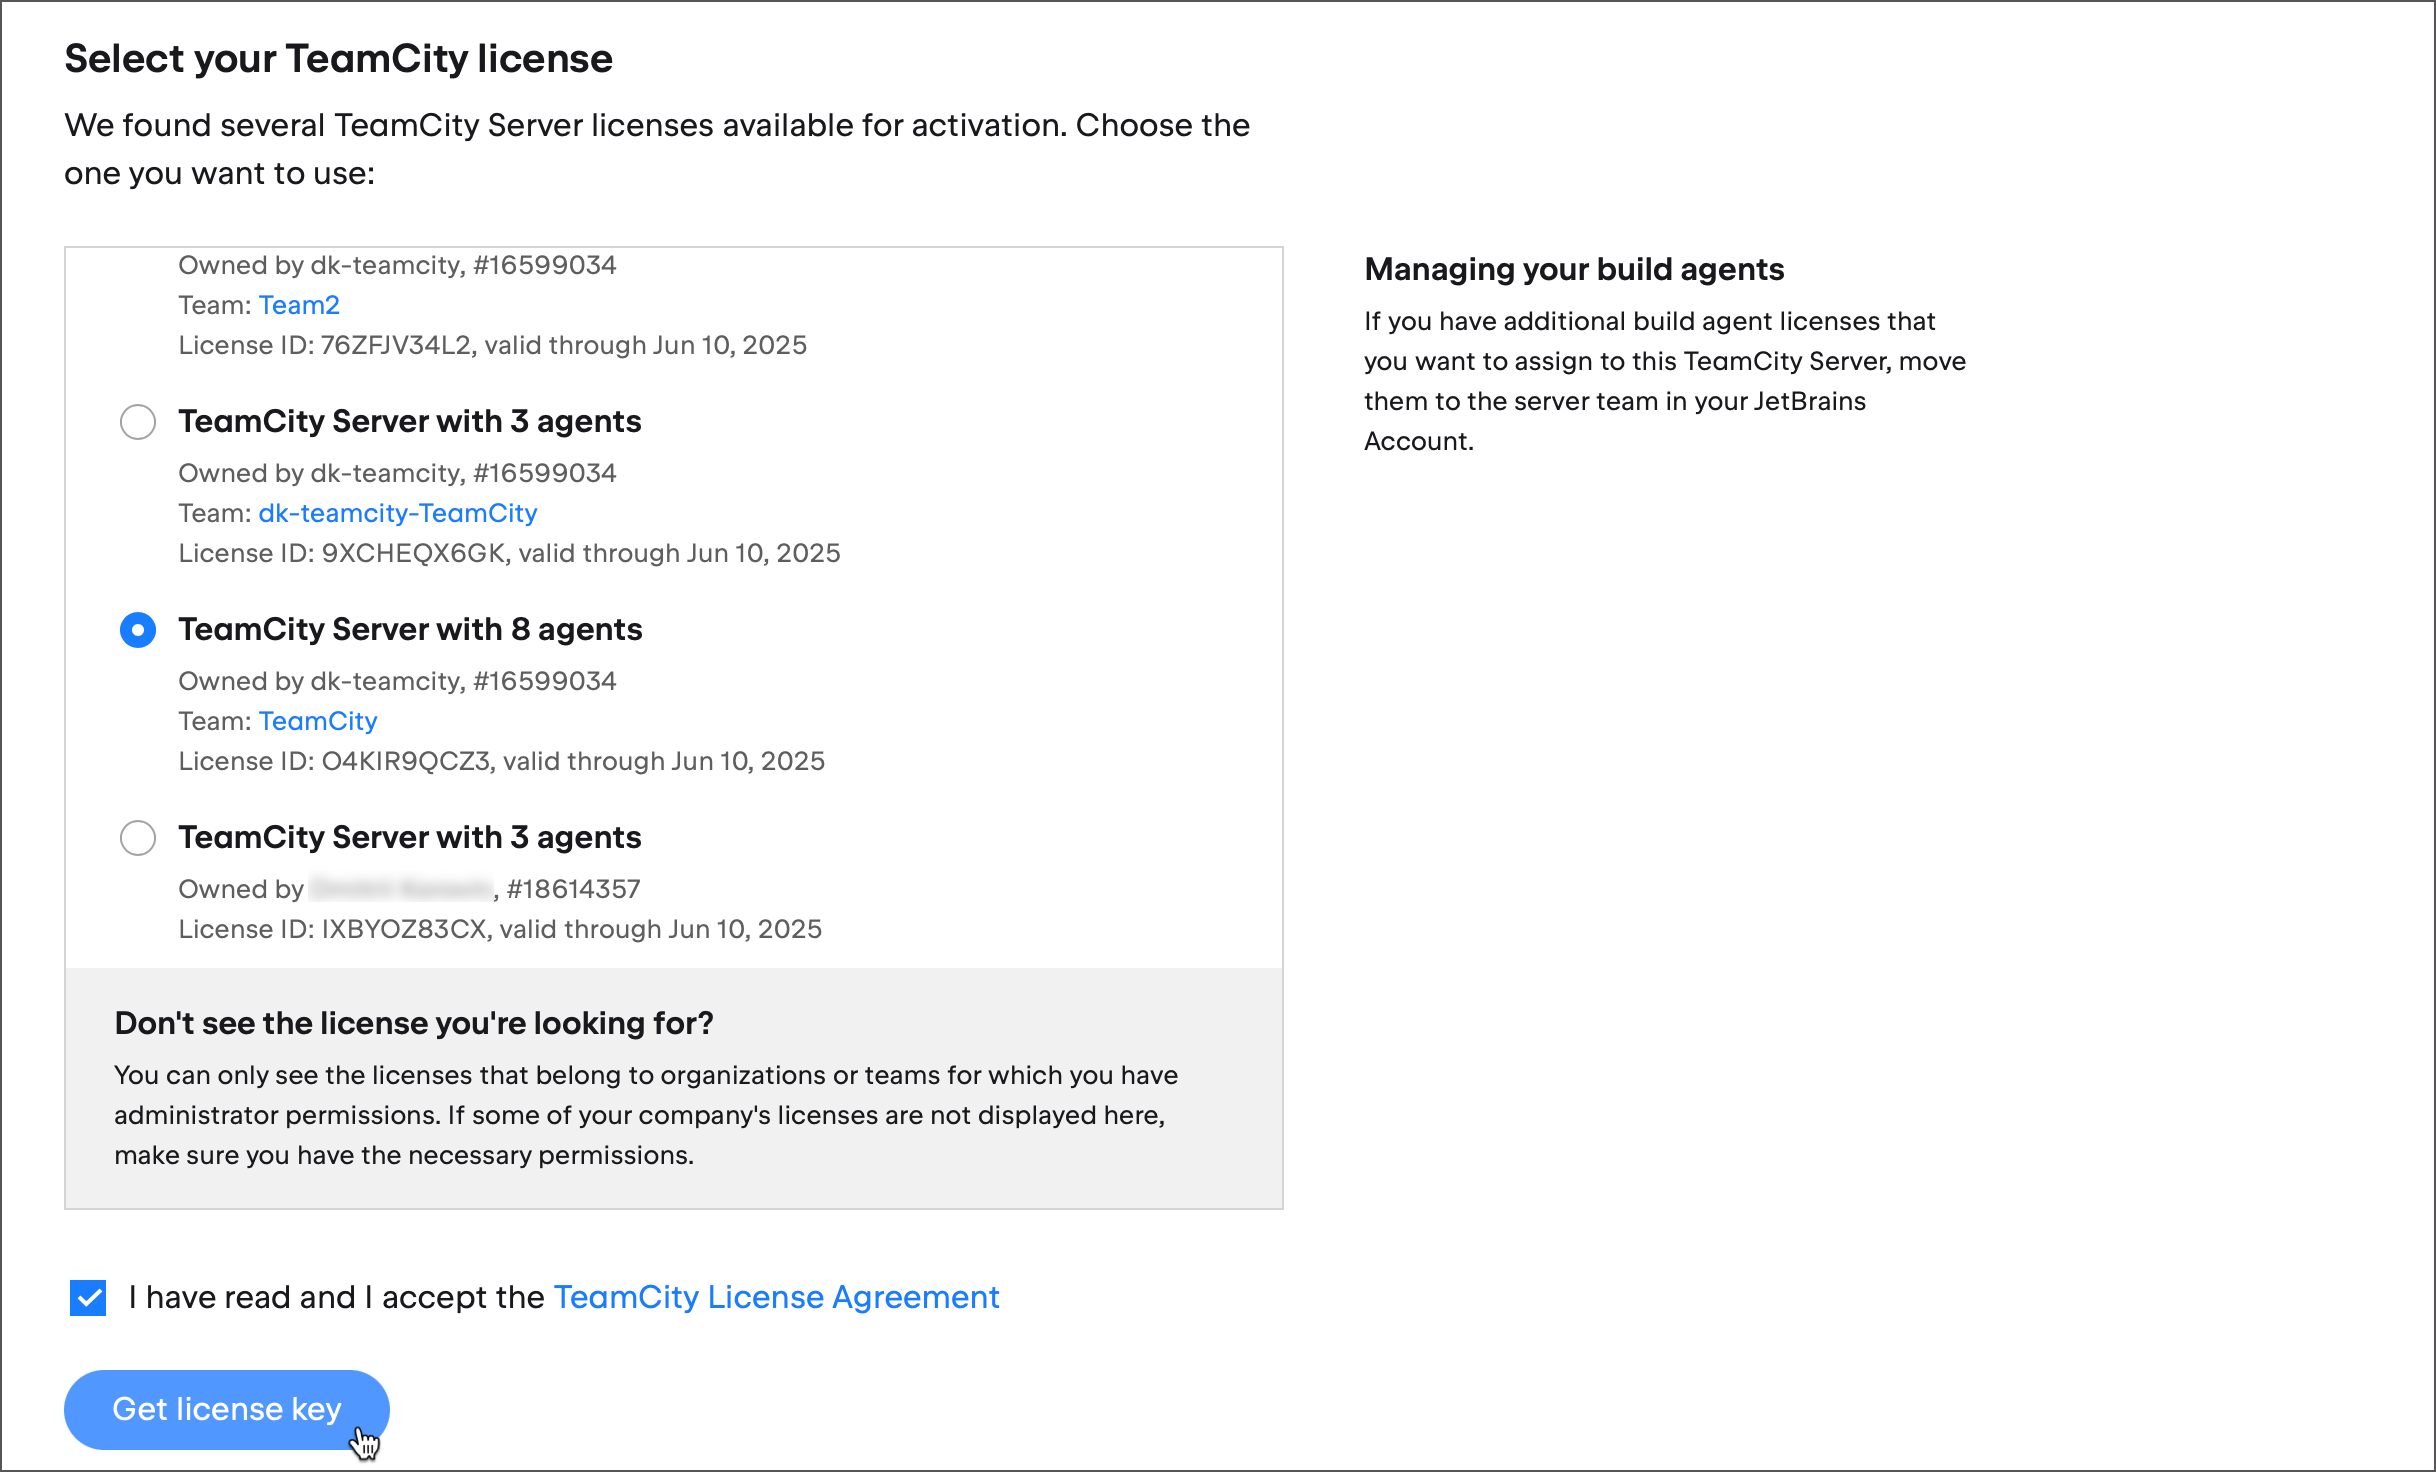 Select your TeamCity license
We found several TeamCity Server licenses available for activation. Choose the
one you want to use:
Owned by dk-teamcity, #16599034
Team: Team2
License ID: 76ZFJV34L2, valid through Jun 10, 2025
TeamCity Server with 3 agents
Owned by dk-teamcity, #16599034
Team: dk-teamcity-TeamCity
License ID: 9XCHEQX6GK, valid through Jun 10, 2025
TeamCity Server with 8 agents
Owned by dk-teamcity, #16599034
Team: TeamCity
License ID: O4KIR9QCZ3, valid through Jun 10, 2025
TeamCity Server with 3 agents
Owned by , #18614357
License ID: IXBYOZ83CX, valid through Jun 10, 2025
Don't see the license you're looking for?
You can only see the licenses that belong to organizations or teams for which you have
administrator permissions. If some of your company's licenses are not displayed here,
make sure you have the necessary permissions.
Managing your build agents
If you have additional build agent licenses that
you want to assign to this TeamCity Server, move
them to the server team in your JetBrains
Account.
I have read and I accept the TeamCity License Agreement
Get license key